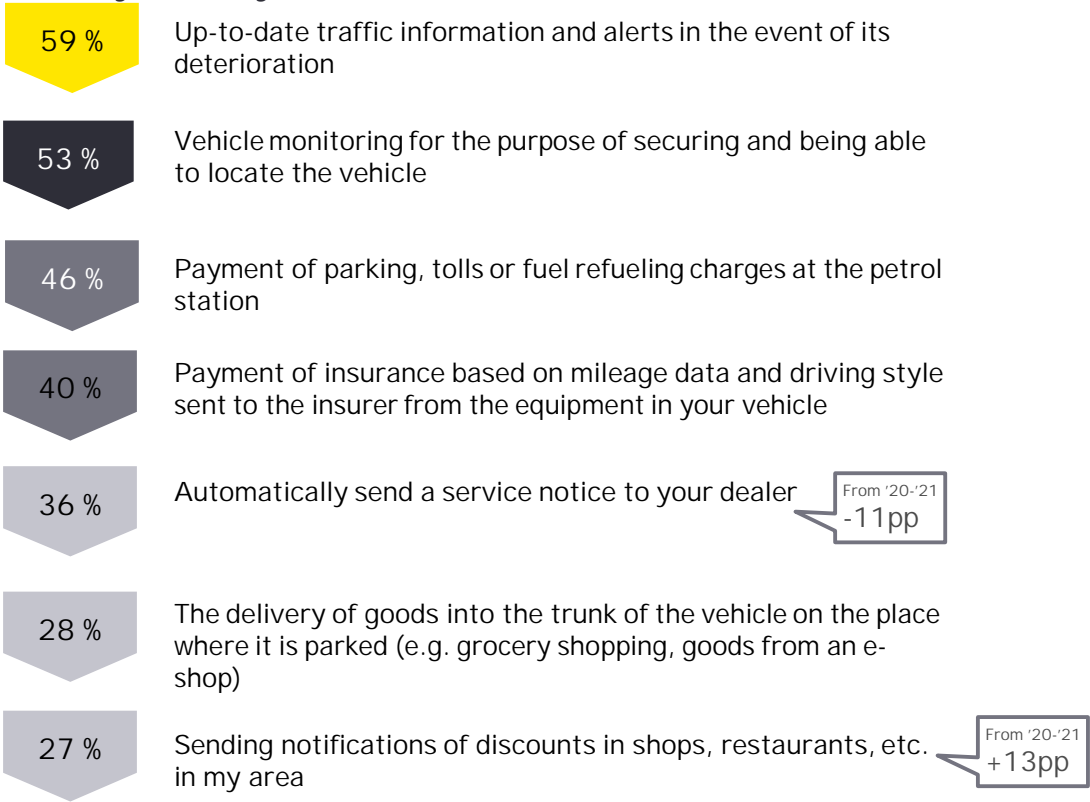 59 %
Up-to-date traffic information and alerts in the event of its
deterioration
53 %
Vehicle monitoring for the purpose of securing and being able
to locate the vehicle
46 %
Payment of parking, tolls or fuel refueling charges at the petrol
station
40 %
Payment of insurance based on mileage data and driving style
sent to the insurer from the equipment in your vehicle
36 %
Automatically send a service notice to your dealer
From '20-'21
-11pp
28 %
The delivery of goods into the trunk of the vehicle on the place
where it is parked (e.g. grocery shopping, goods from an e-
shop)
27 %
Sending notifications of discounts in shops, restaurants, etc.
in my area
From '20-'21
+13pp